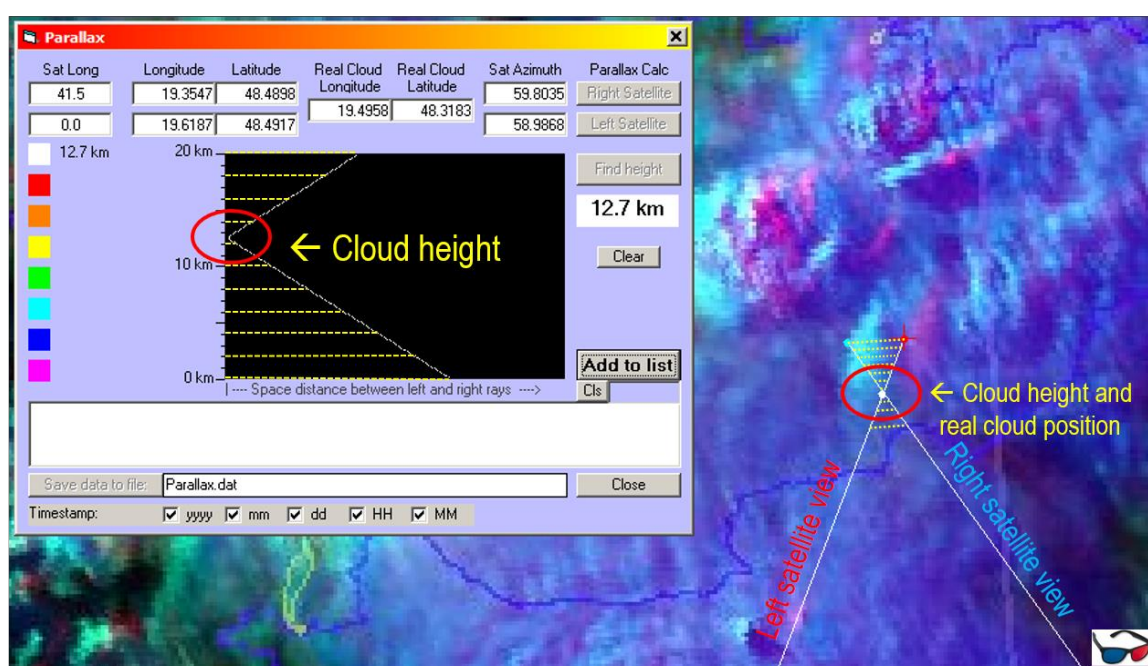 Parallax
Sat Long Longitude Latitude Real Cloud Longitude Real Cloud Latitude Sat Azimuth Parallax Calc
41.5 19.3547 48.4898 19.4958 48.3183 59.8035 Right Satellite
0.0 19.6187 48.4917 58.9868 Left Satellite
12.7 km
20 km
Find height
12.7 km
← Cloud height
10 km
Clear
0 km
Add to list
|---- Space distance between left and right rays ---->
Cls
Save data to file: Parallax.dat Close
Timestamp: yyyy mm dd HH MM
← Cloud height and
real cloud position
Left satellite view
Right satellite view